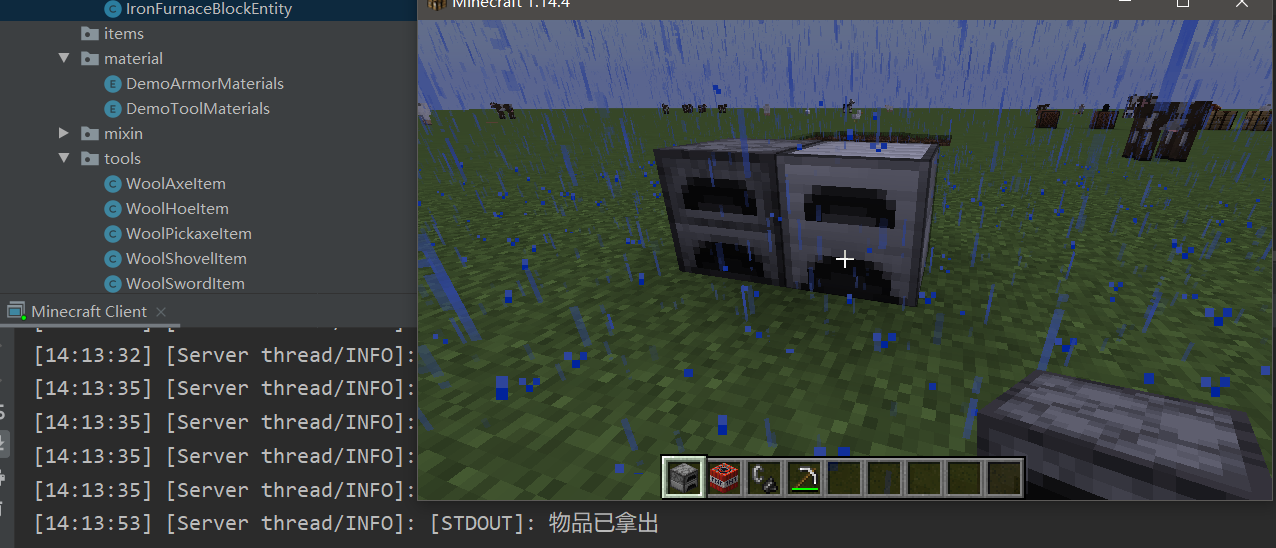 IronFurnaceBlockEntity
items
material
DemoArmorMaterials
DemoToolMaterials
mixin
tools
WoolAxeItem
WoolHoeItem
WoolPickaxeItem
WoolShovelItem
WoolSwordItem
Minecraft 1.14.4
Minecraft Client
[14:13:32] [Server thread/INFO]:
[14:13:35] [Server thread/INFO]:
[14:13:35] [Server thread/INFO]:
[14:13:35] [Server thread/INFO]:
[14:13:35] [Server thread/INFO]:
[14:13:53] [Server thread/INFO]: [STDOUT]: 物品已拿出